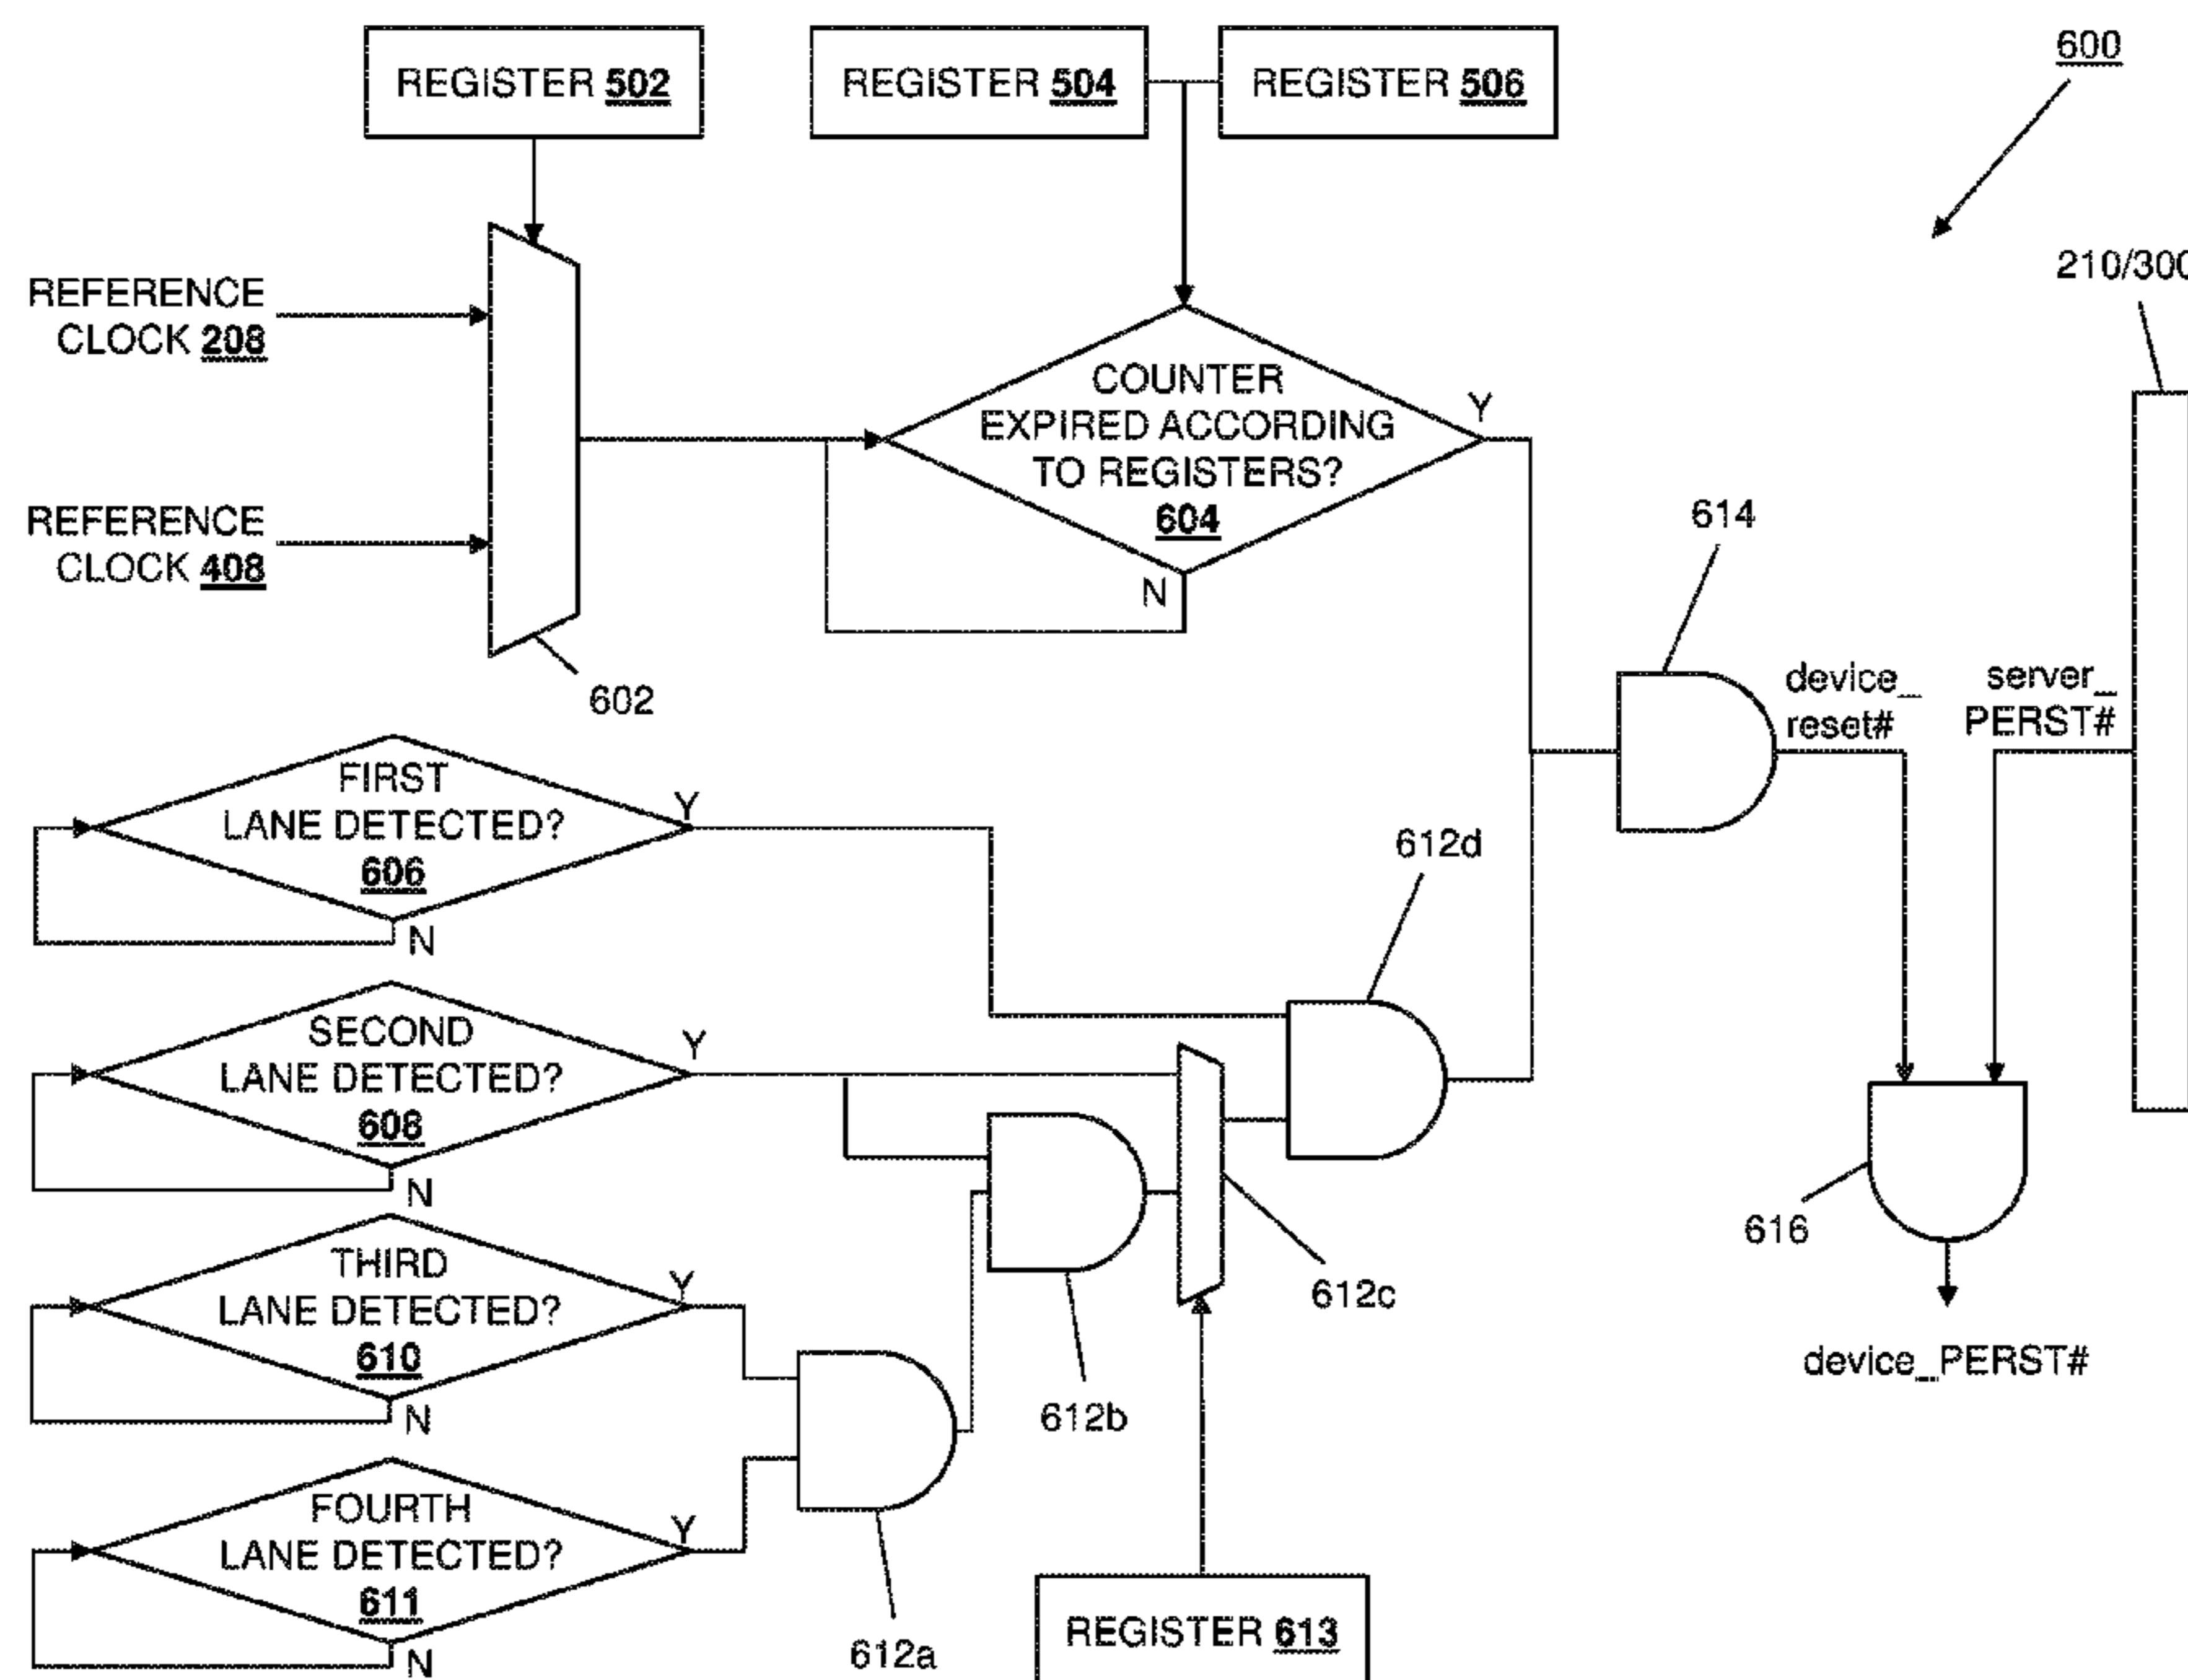 REGISTER 502
REGISTER 504
REGISTER 506
600
REFERENCE
CLOCK 208
210/300
COUNTER
EXPIRED ACCORDING
TO REGISTERS?
604
Y
N
REFERENCE
CLOCK 408
602
614
device_
reset#
server_
PERST#
FIRST
LANE DETECTED?
606
Y
N
612d
SECOND
LANE DETECTED?
608
Y
N
616
612c
device_PERST#
THIRD
LANE DETECTED?
610
Y
N
612b
FOURTH
LANE DETECTED?
611
Y
N
612a
REGISTER 613